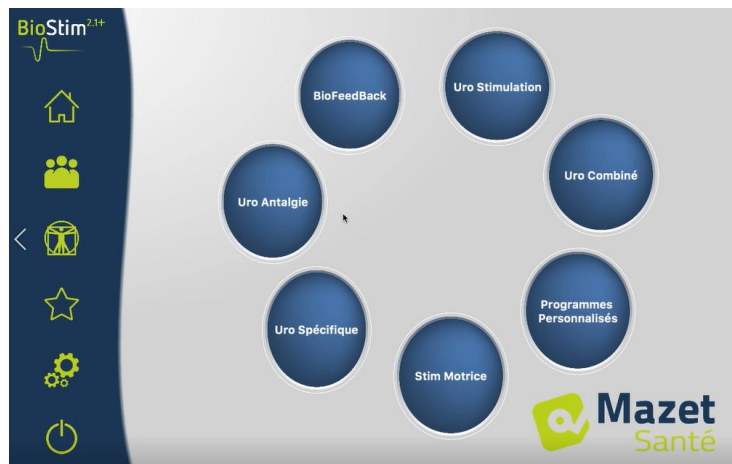 BioStim2.1+
BioFeedBack
Uro Stimulation
Uro Antalgie
Uro Combiné
Uro Spécifique
Programmes
Personnalisés
Stim Motrice
Mazet
Santé